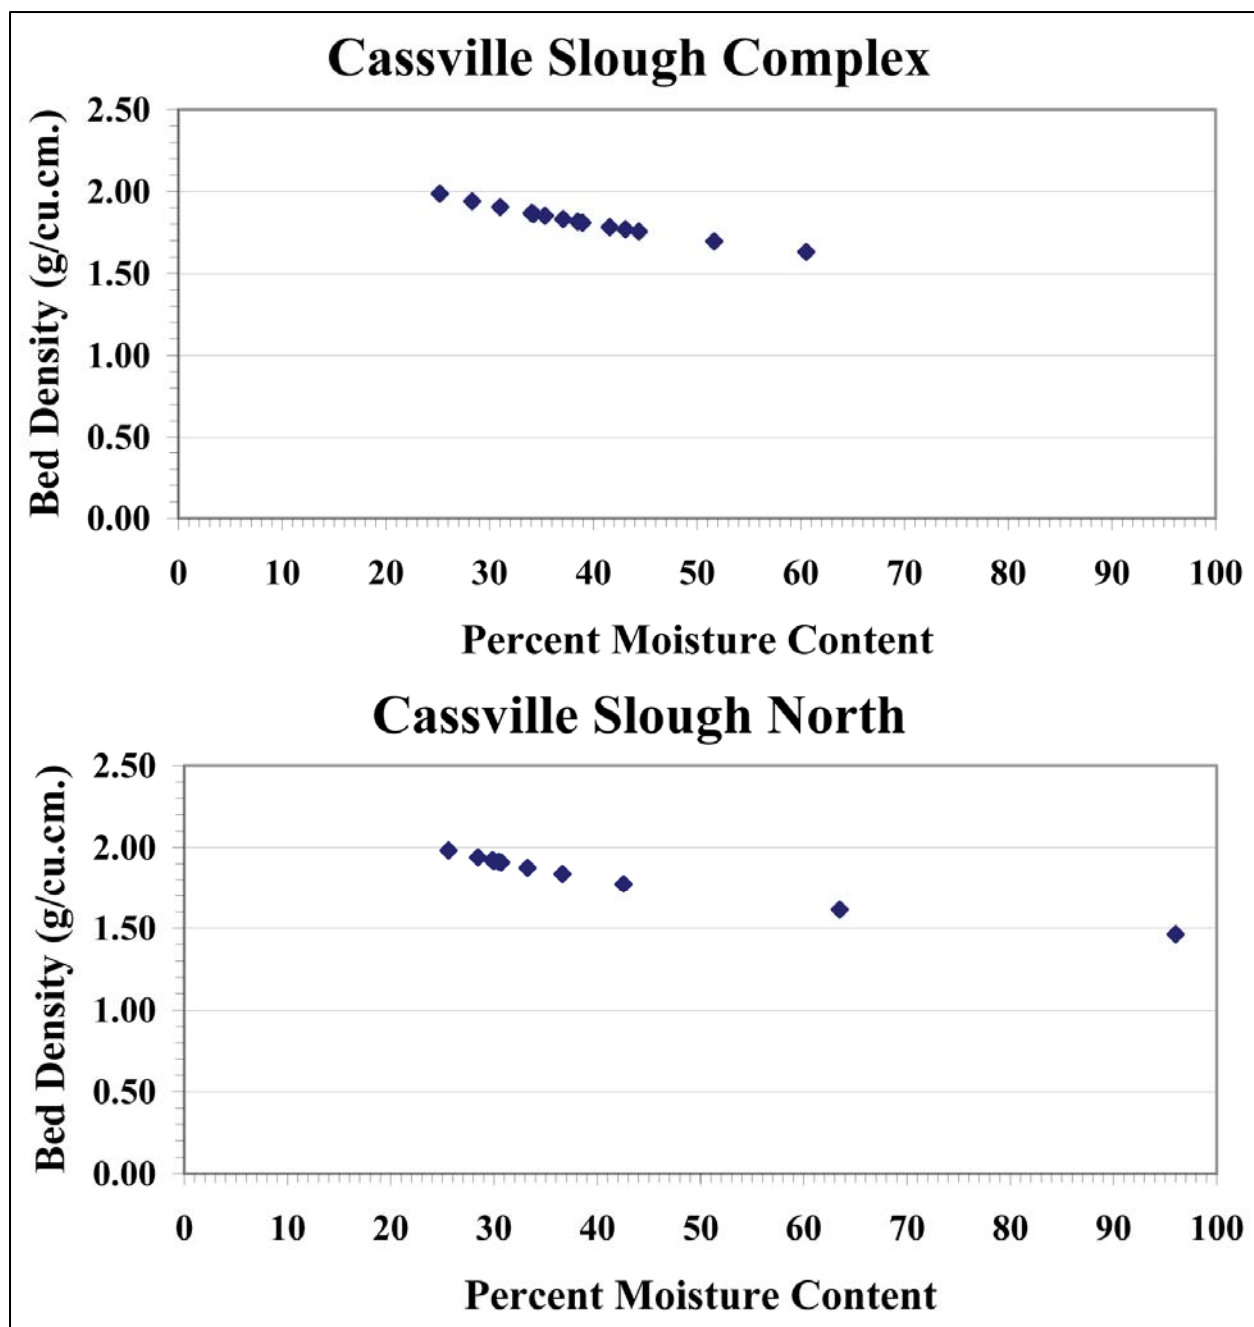 Cassville Slough Complex
Bed Density (g/cu.cm.)
2.50
2.00
1.50
1.00
0.50
0.00
0 10 20 30 40 50 60 70 80 90 100
Percent Moisture Content
Cassville Slough North
Bed Density (g/cu.cm.)
2.50
2.00
1.50
1.00
0.50
0.00
0 10 20 30 40 50 60 70 80 90 100
Percent Moisture Content